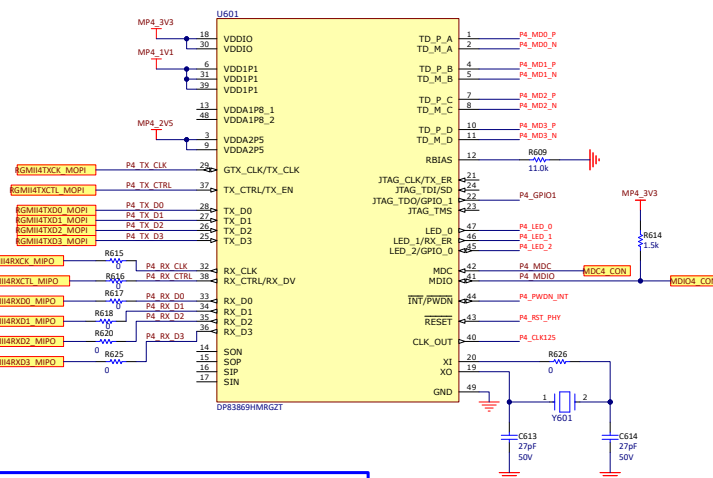 U601
MP4_3V3
18 VDDIO
30 VDDIO
MP4_1V1
6 VDD1P1
31 VDD1P1
39 VDD1P1
13 VDDA1P8_1
48 VDDA1P8_2
MP4_2V5
3 VDDA2P5
9 VDDA2P5
RGMII4TXCK_MOPI P4_TX_CLK 29 GTX_CLK/TX_CLK
RGMII4TXCTL_MOPI P4_TX_CTRL 37 TX_CTRL/TX_EN
RGMII4TXD0_MOPI P4_TX_D0 28 TX_D0
RGMII4TXD1_MOPI P4_TX_D1 27 TX_D1
RGMII4TXD2_MOPI P4_TX_D2 26 TX_D2
RGMII4TXD3_MOPI P4_TX_D3 25 TX_D3
II4RXCK_MIPO R615 0 P4_RX_CLK 32 RX_CLK
II4RXCTL_MIPO R616 0 P4_RX_CTRL 38 RX_CTRL/RX_DV
II4RXD0_MIPO R617 0 P4_RX_D0 33 RX_D0
II4RXD1_MIPO R618 0 P4_RX_D1 34 RX_D1
II4RXD2_MIPO R620 0 P4_RX_D2 35 RX_D2
II4RXD3_MIPO R625 0 P4_RX_D3 36 RX_D3
14 SON
15 SOP
16 SIP
17 SIN
DP83869HMRGZT
TD_P_A 1 P4_MD0_P
TD_M_A 2 P4_MD0_N
TD_P_B 4 P4_MD1_P
TD_M_B 5 P4_MD1_N
TD_P_C 7 P4_MD2_P
TD_M_C 8 P4_MD2_N
TD_P_D 10 P4_MD3_P
TD_M_D 11 P4_MD3_N
RBIAS 12 R609 11.0k
JTAG_CLK/TX_ER 21
JTAG_TDI/SD 24
JTAG_TDO/GPIO_1 22 P4_GPIO1
JTAG_TMS 23
LED_0 47 P4_LED_0
LED_1/RX_ER 46 P4_LED_1
LED_2/GPIO_0 45 P4_LED_2
MP4_3V3
R614
1.5k
MDC 42 P4_MDC MDC4_CON
MDIO 41 P4_MDIO MDIO4_CON
INT/PWDN 44 P4_PWDN_INT
RESET 43 P4_RST_PHY
CLK_OUT 40 P4_CLK125
XI 20 R626 0
XO 19
GND 49
1 Y601 2
C613
27pF
50V
C614
27pF
50V